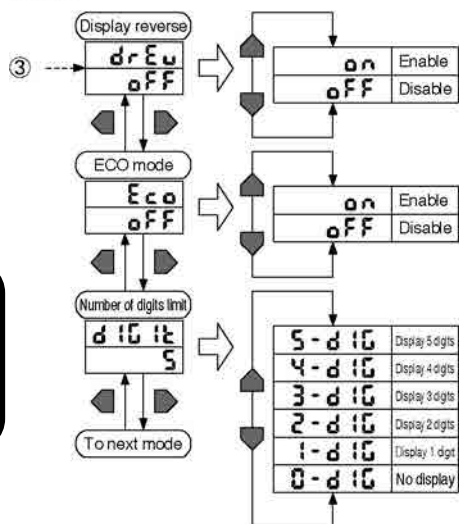 Display reverse
drEv
oFF
③
on Enable
oFF Disable
ECO mode
Eco
oFF
on Enable
oFF Disable
Number of digits limit
dIGIt
5
5-dIG Display 5 digits
4-dIG Display 4 digits
3-dIG Display 3 digits
2-dIG Display 2 digits
1-dIG Display 1 digit
0-dIG No display
To next mode